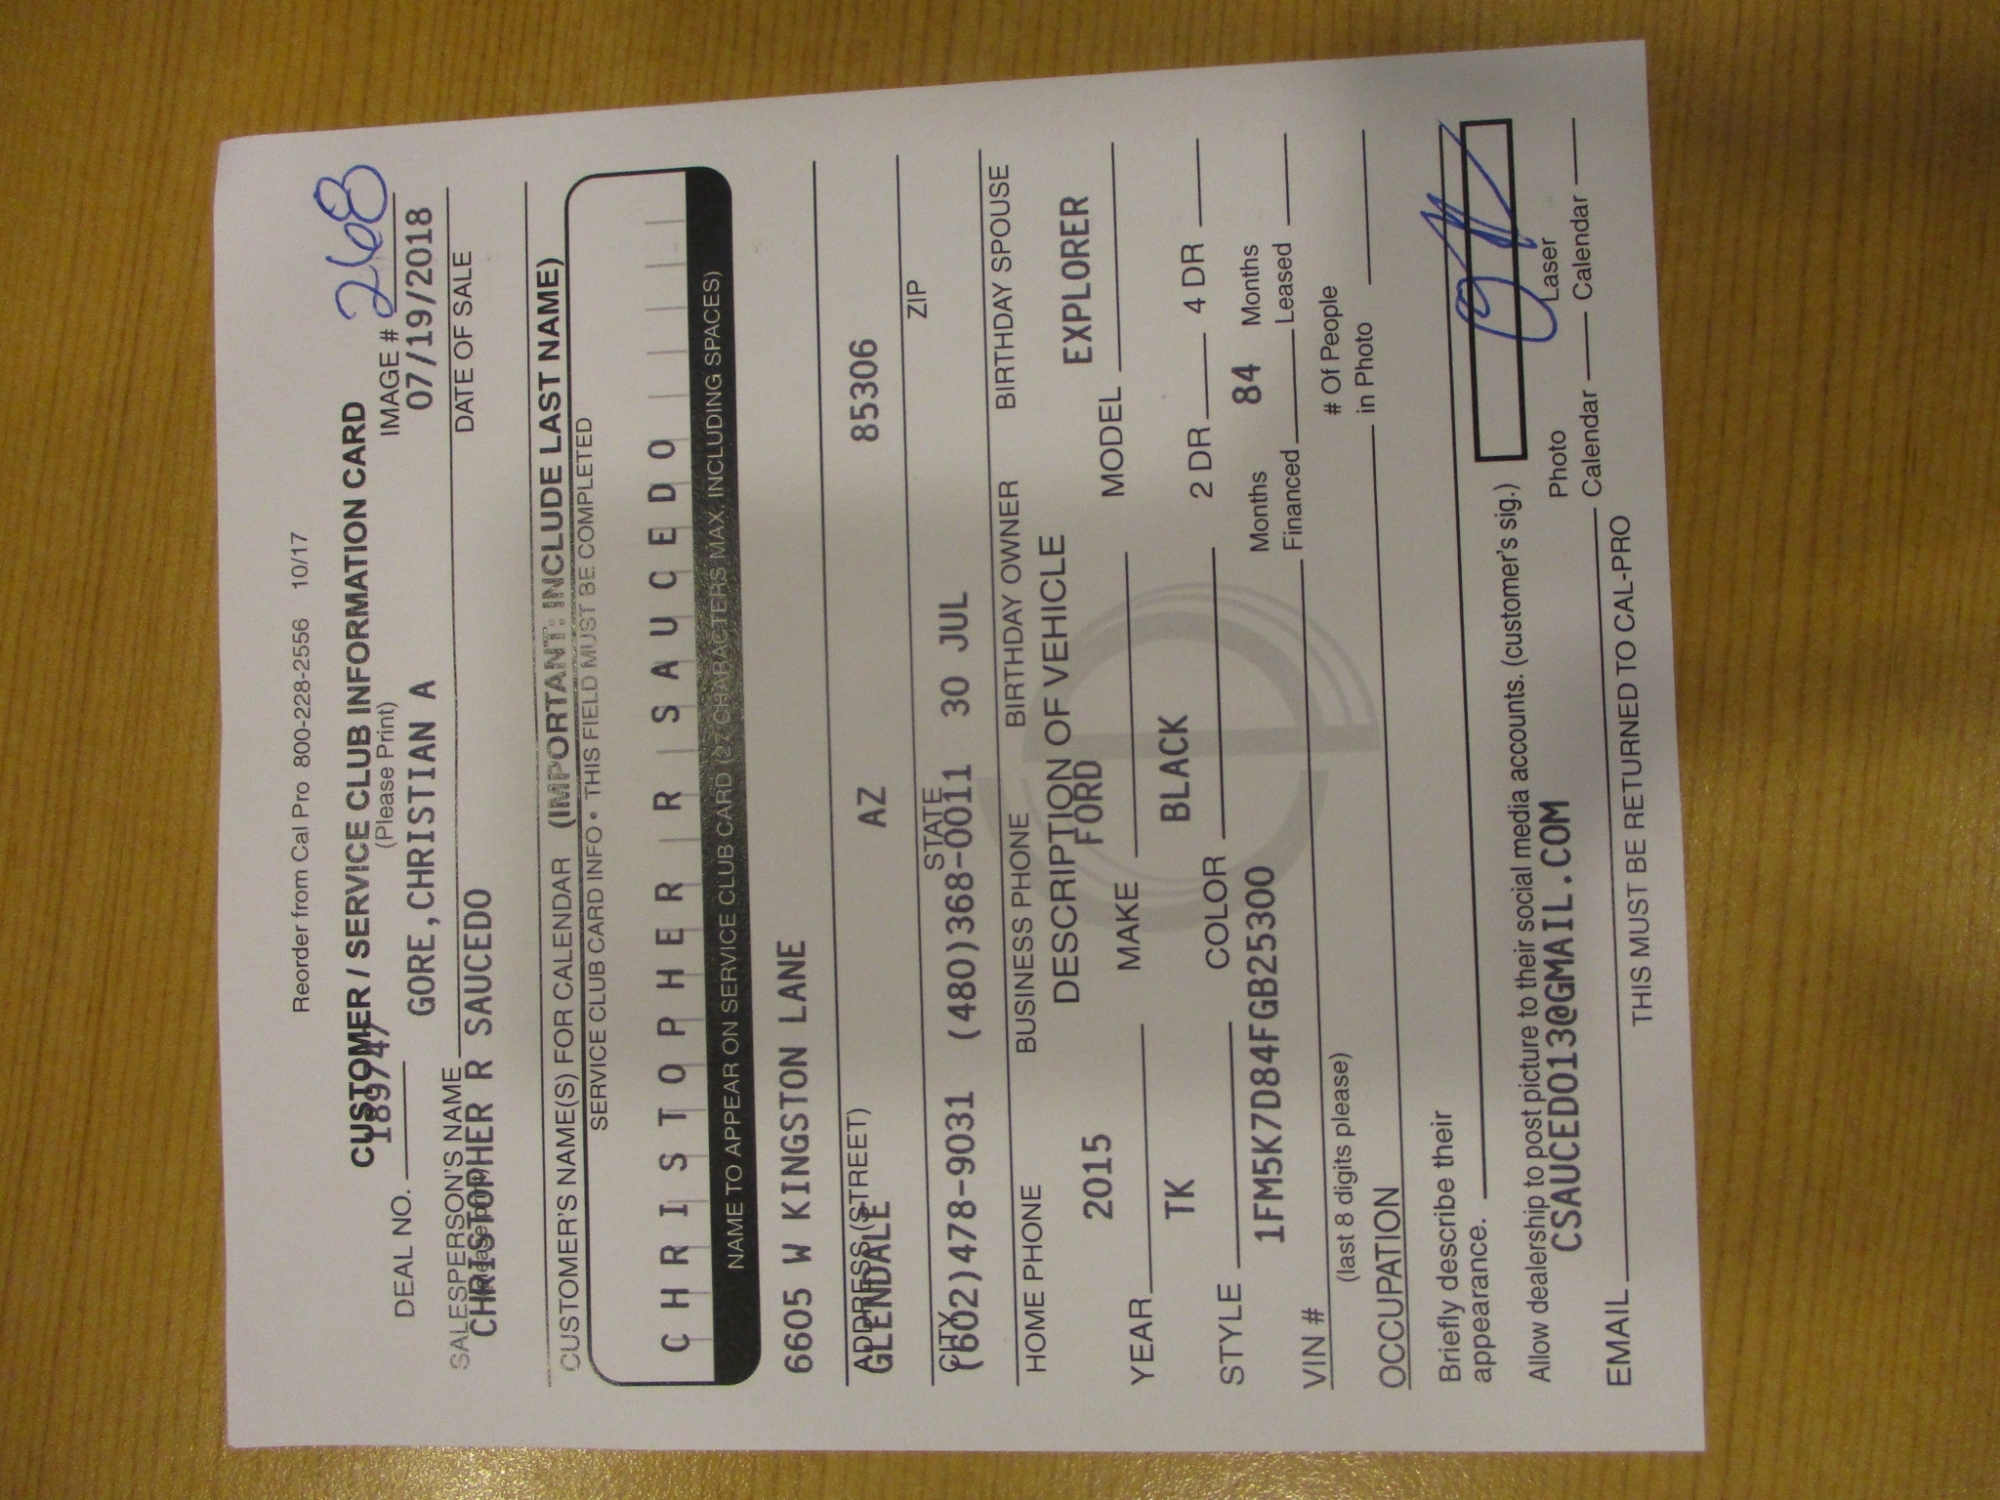 Reorder from Cal Pro 800-228-2556 10/17
CUSTOMER / SERVICE CLUB INFORMATION CARD
(Please Print)
189747
DEAL NO.
IMAGE # 268
GORE,CHRISTIAN A
07/19/2018
SALESPERSON'S NAME
DATE OF SALE
CHRISTOPHER R SAUCEDO
CUSTOMER'S NAME(S) FOR CALENDAR (IMPORTANT: INCLUDE LAST NAME)
SERVICE CLUB CARD INFO • THIS FIELD MUST BE COMPLETED
CHRISTOPHER R SAUCEDO
NAME TO APPEAR ON SERVICE CLUB CARD (27 CHARACTERS MAX, INCLUDING SPACES)
6605 W KINGSTON LANE
ADDRESS (STREET)
GLENDALE AZ 85306
CITY STATE ZIP
(602)478-9031 (480)368-0011 30 JUL
HOME PHONE BUSINESS PHONE BIRTHDAY OWNER BIRTHDAY SPOUSE
DESCRIPTION OF VEHICLE
2015 FORD EXPLORER
YEAR MAKE MODEL
TK BLACK
STYLE COLOR 2 DR 4 DR
1FM5K7D84FGB25300 84
VIN # Months Financed Months Leased
(last 8 digits please)
OCCUPATION # Of People in Photo
Briefly describe their
appearance.
Allow dealership to post picture to their social media accounts. (customer's sig.)
CSAUCEDO13@GMAIL.COM
EMAIL Photo Calendar Laser Calendar
THIS MUST BE RETURNED TO CAL-PRO